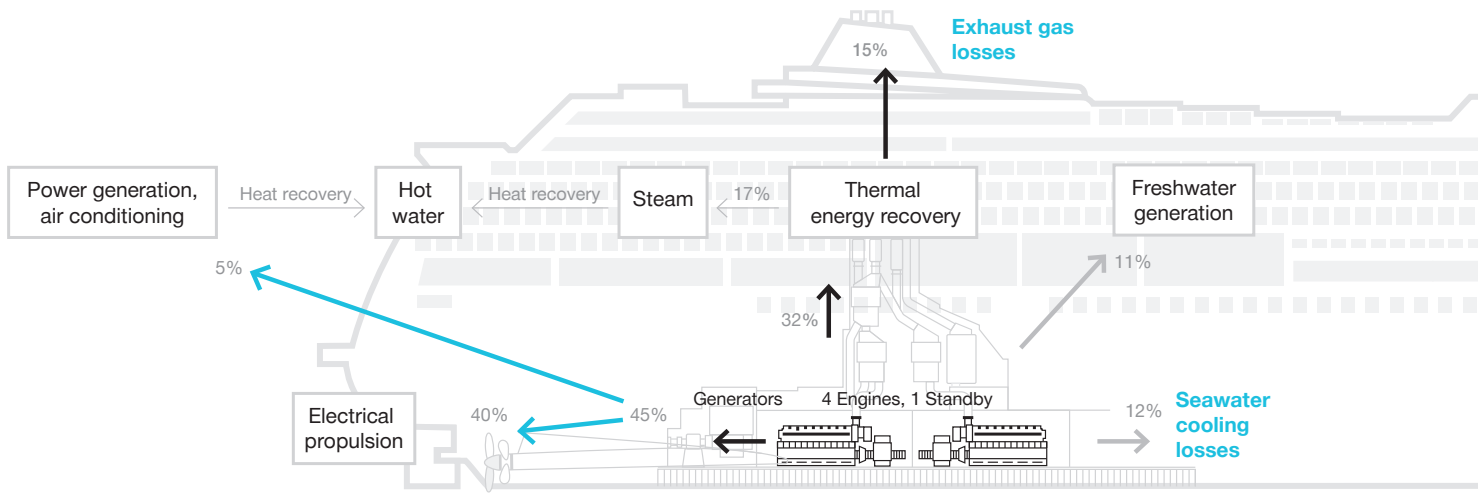 Exhaust gas
losses
15%
Power generation,
air conditioning
Heat recovery
Hot
water
Heat recovery
Steam
17%
Thermal
energy recovery
Freshwater
generation
5%
11%
32%
Generators
4 Engines, 1 Standby
Electrical
propulsion
40%
45%
12%
Seawater
cooling
losses